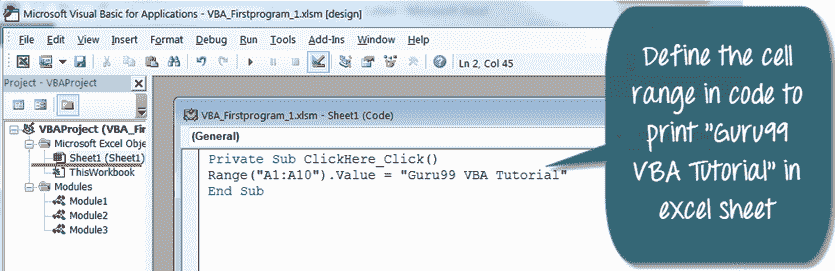 Microsoft Visual Basic for Applications - VBA_Firstprogram_1.xlsm [design]
File Edit View Insert Format Debug Run Tools Add-Ins Window Help
Ln 2, Col 45
Project - VBAProject
VBAProject (VBA_Fir
Microsoft Excel Obje
Sheet1 (Sheet1)
ThisWorkbook
Modules
Module1
Module2
Module3
VBA_Firstprogram_1.xlsm - Sheet1 (Code)
(General)
Private Sub ClickHere_Click()
Range("A1:A10").Value = "Guru99 VBA Tutorial"
End Sub
Define the cell
range in code to
print "Guru99
VBA Tutorial" in
excel sheet